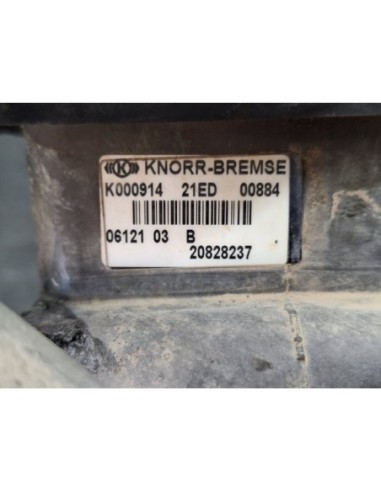 KNORR-BREMSE
K000914 21ED 00884
06121 03 B
20828237